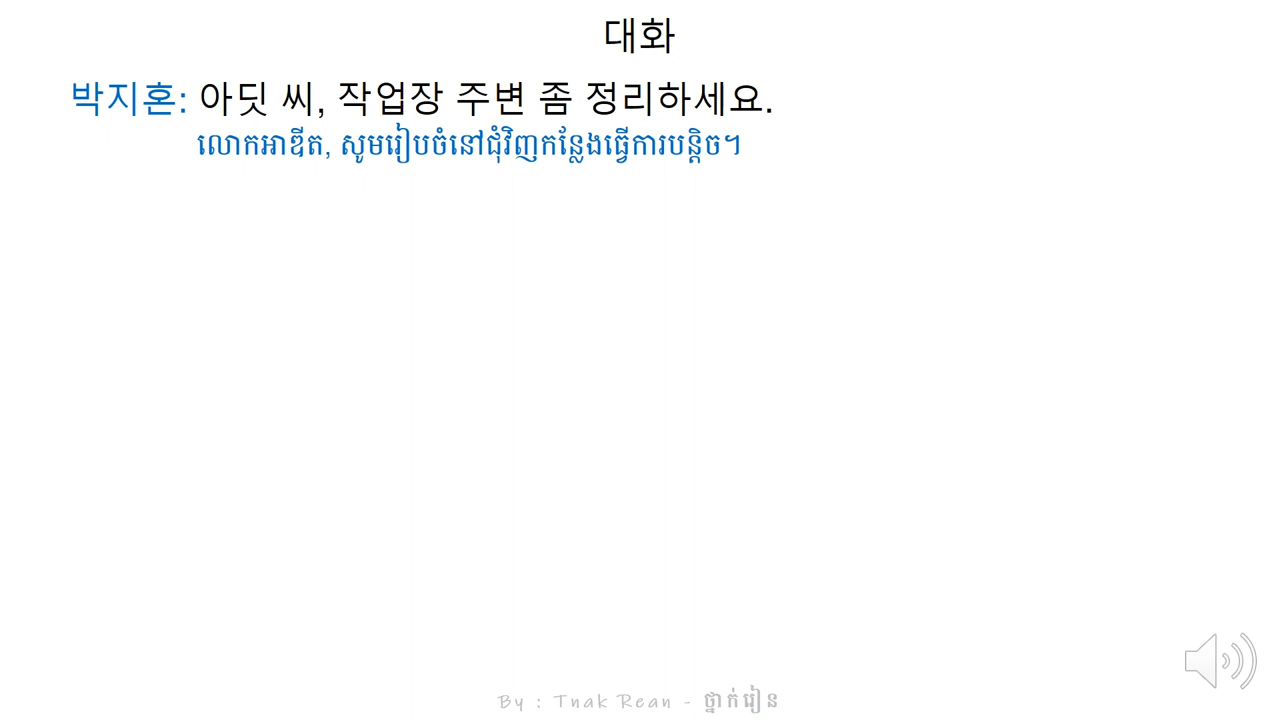 대화
박지혼: 아딧 씨, 작업장 주변 좀 정리하세요.
លោកអាឌីត, សូមរៀបចំនៅជុំវិញកន្លែងធ្វើការបន្តិច។
By : Tnak Rean - ថ្នាក់រៀន